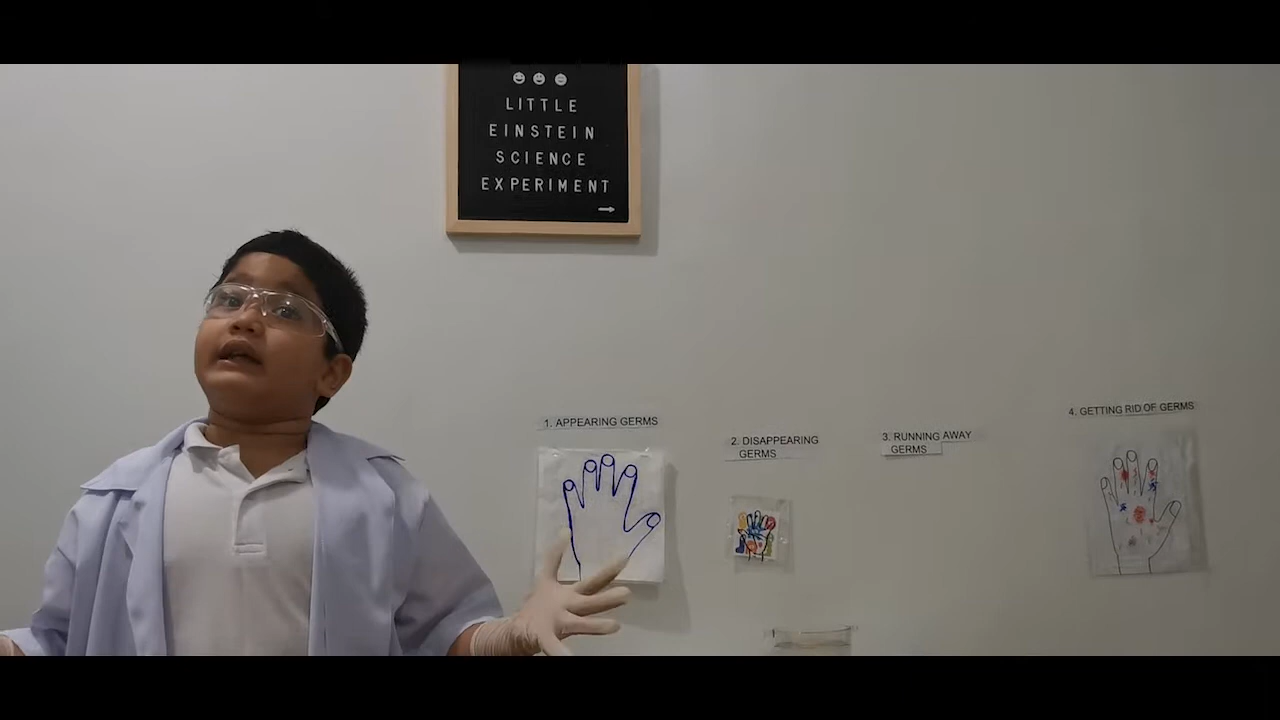 LITTLE
EINSTEIN
SCIENCE
EXPERIMENT
1. APPEARING GERMS
2. DISAPPEARING
GERMS
3. RUNNING AWAY
GERMS
4. GETTING RID OF GERMS